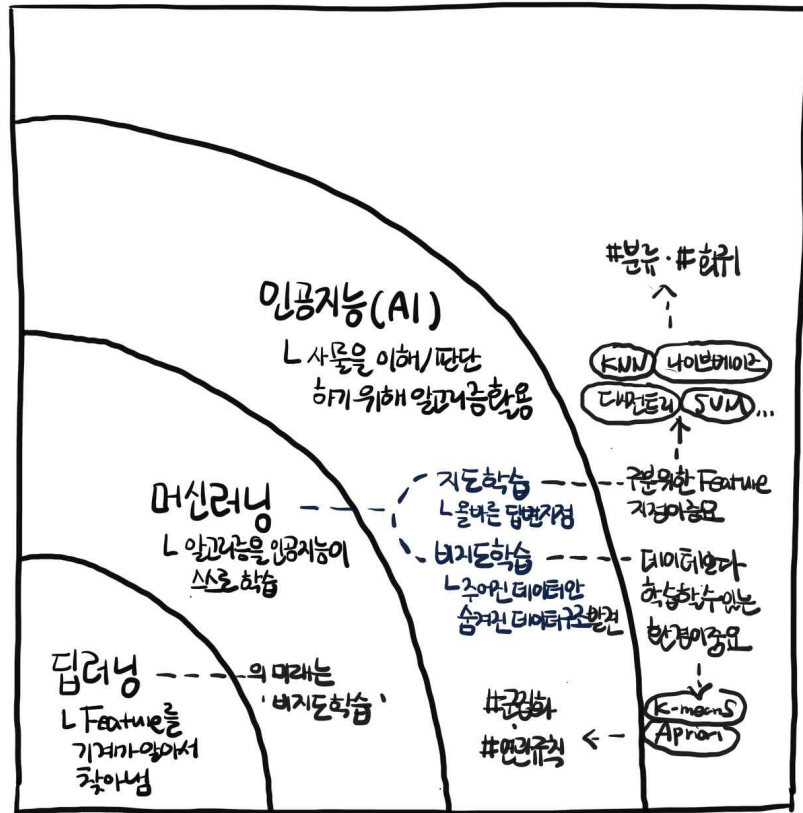 #분류·#회귀
인공지능(AI)
ㄴ사물을 이해/판단
하기 위해 알고리즘활용
KNN
나이브베이즈
디시전트리
SVM
...
머신러닝
ㄴ알고리즘을 인공지능이
스스로 학습
지도학습
ㄴ올바른 답변지정
구분위한 Feature
지정이중요
비지도학습
ㄴ주어진 데이터안
숨겨진 데이터구조발견
데이터보다
학습할수있는
환경이중요
딥러닝
ㄴFeature를
기계가알아서
찾아냄
의 미래는
'비지도학습'
K-means
Apriori
#군집화
·
#연관규칙